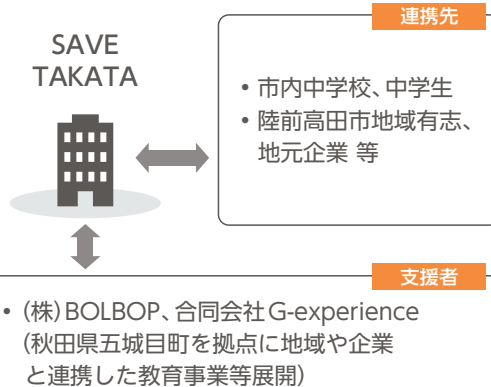 連携先
SAVE
TAKATA
• 市内中学校、中学生
• 陸前高田市地域有志、
地元企業 等
支援者
• (株)BOLBOP、合同会社G-experience
(秋田県五城目町を拠点に地域や企業
と連携した教育事業等展開)